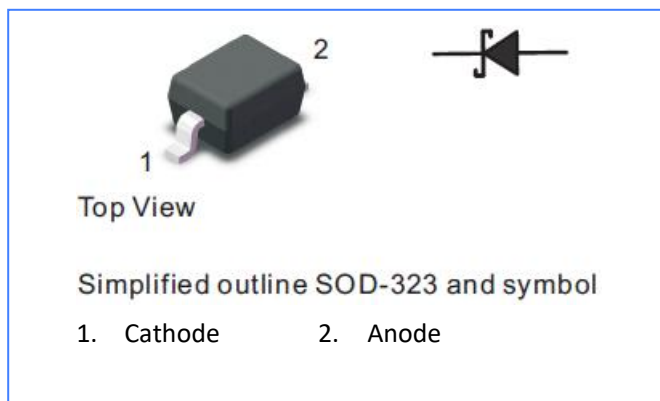 2
1
Top View
Simplified outline SOD-323 and symbol
1. Cathode 2. Anode